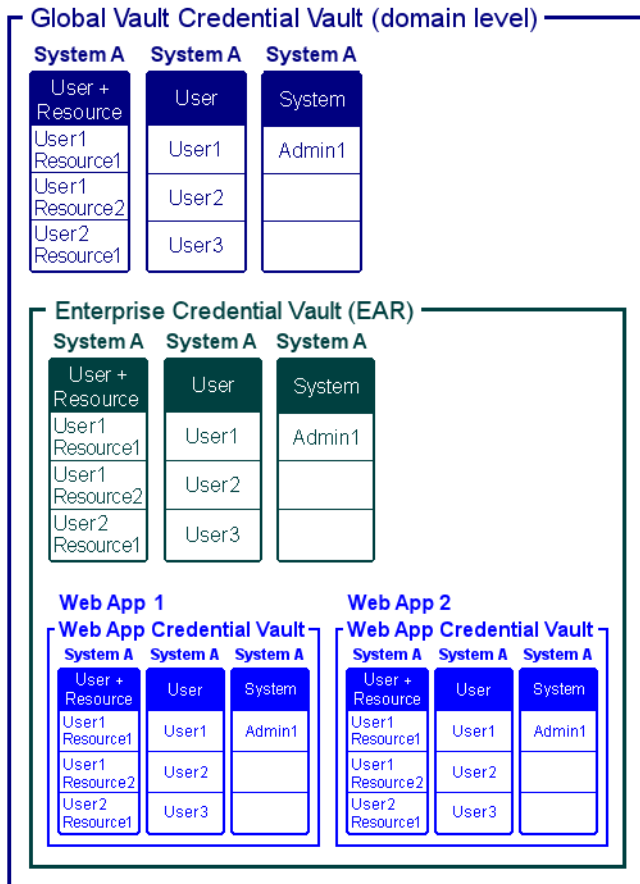 Global Vault Credential Vault (domain level)
System A System A System A
User +
Resource
User
System
User1
Resource1
User1
Admin1
User1
Resource2
User2
User2
Resource1
User3
Enterprise Credential Vault (EAR)
System A System A System A
User +
Resource
User
System
User1
Resource1
User1
Admin1
User1
Resource2
User2
User2
Resource1
User3
Web App 1
Web App Credential Vault
System A System A System A
User +
Resource
User
System
User1
Resource1
User1
Admin1
User1
Resource2
User2
User2
Resource1
User3
Web App 2
Web App Credential Vault
System A System A System A
User +
Resource
User
System
User1
Resource1
User1
Admin1
User1
Resource2
User2
User2
Resource1
User3